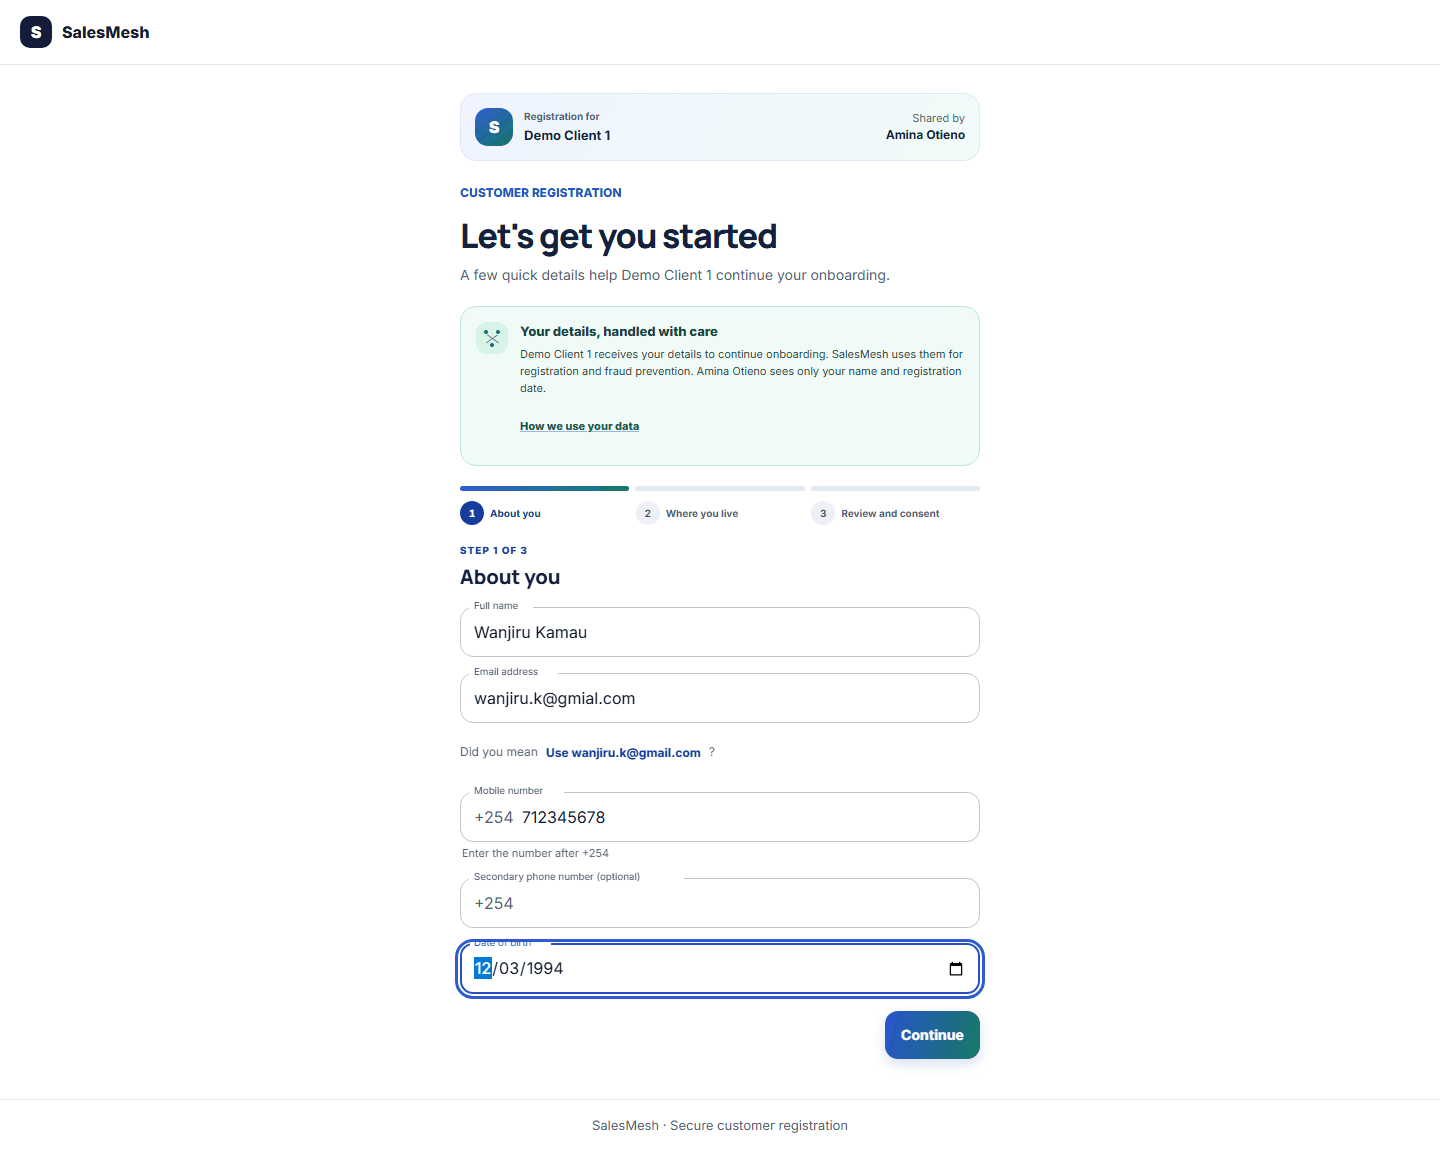 S SalesMesh
S
Registration for
Demo Client 1
Shared by
Amina Otieno
CUSTOMER REGISTRATION
Let's get you started
A few quick details help Demo Client 1 continue your onboarding.
Your details, handled with care
Demo Client 1 receives your details to continue onboarding. SalesMesh uses them for
registration and fraud prevention. Amina Otieno sees only your name and registration
date.
How we use your data
1 About you
2 Where you live
3 Review and consent
STEP 1 OF 3
About you
Full name
Wanjiru Kamau
Email address
wanjiru.k@gmial.com
Did you mean Use wanjiru.k@gmail.com ?
Mobile number
+254 712345678
Enter the number after +254
Secondary phone number (optional)
+254
Date of birth
12/03/1994
Continue
SalesMesh · Secure customer registration